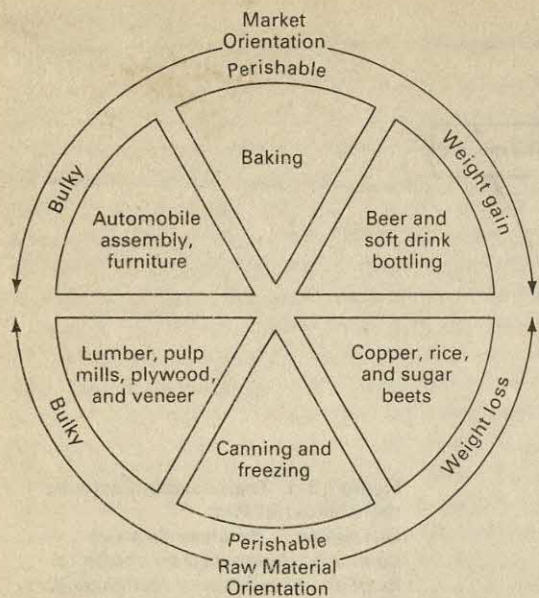 Market
Orientation
Perishable
Bulky
Weight gain
Baking
Automobile
assembly,
furniture
Beer and
soft drink
bottling
Lumber, pulp
mills, plywood,
and veneer
Copper, rice,
and sugar
beets
Canning and
freezing
Bulky
Weight loss
Perishable
Raw Material
Orientation